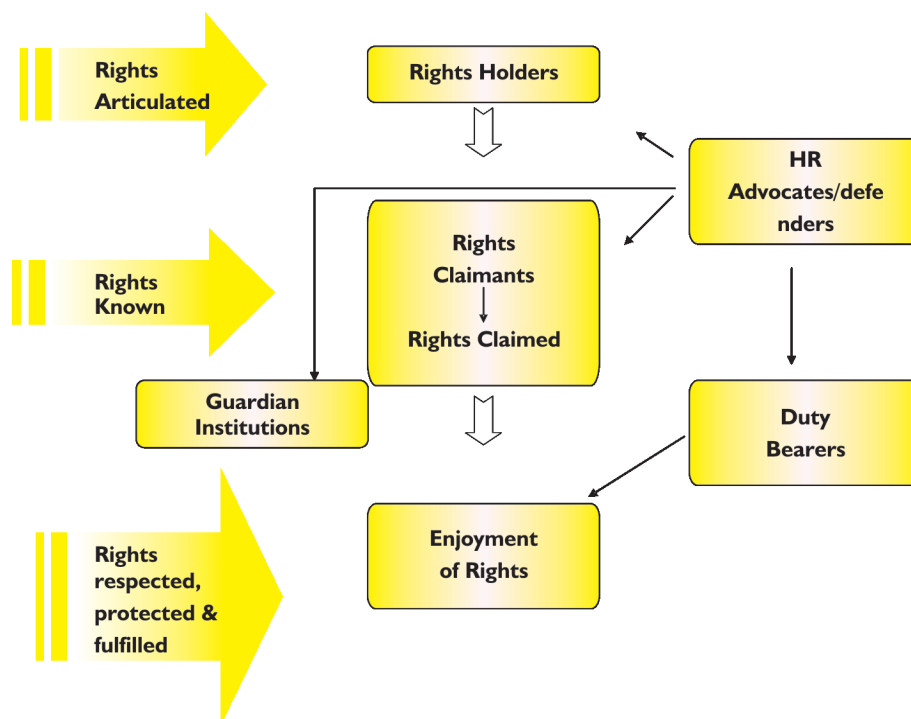 Rights
Articulated
Rights Holders
HR
Advocates/defe
nders
Rights
Claimants
Rights Claimed
Rights
Known
Guardian
Institutions
Duty
Bearers
Enjoyment
of Rights
Rights
respected,
protected &
fulfilled